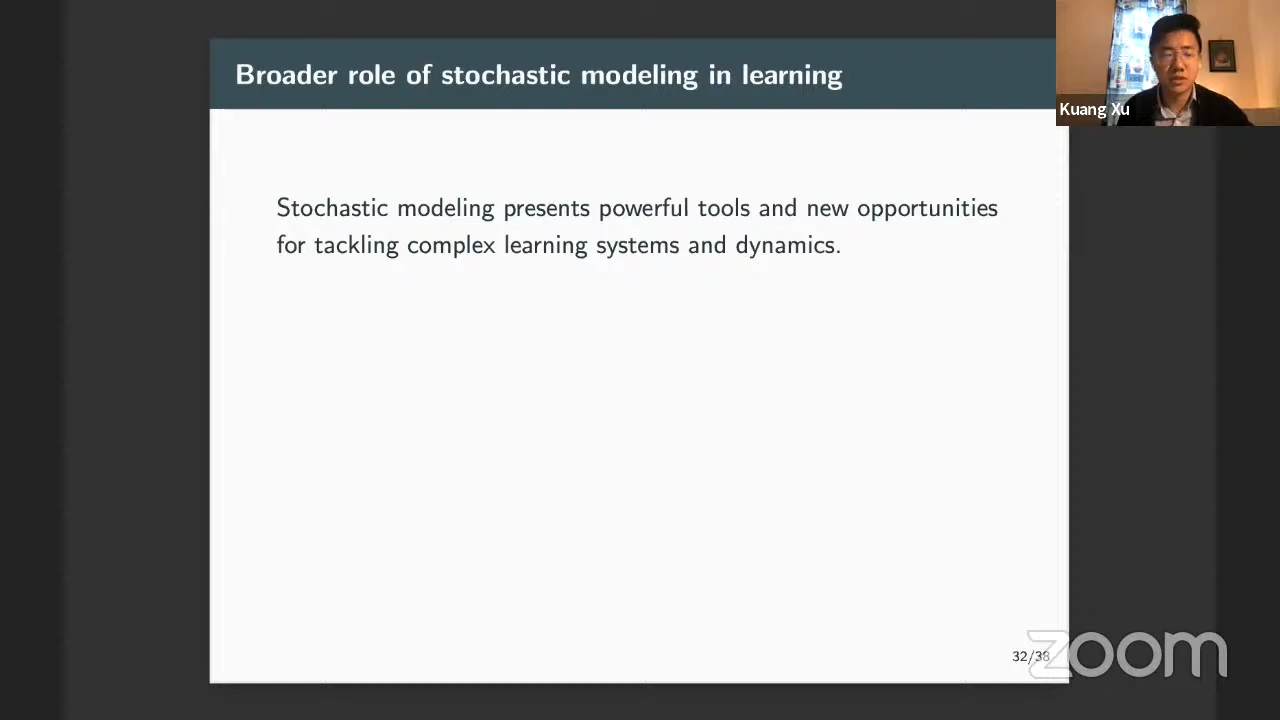 Broader role of stochastic modeling in learning
Kuang Xu
Stochastic modeling presents powerful tools and new opportunities
for tackling complex learning systems and dynamics.
32/38
zoom